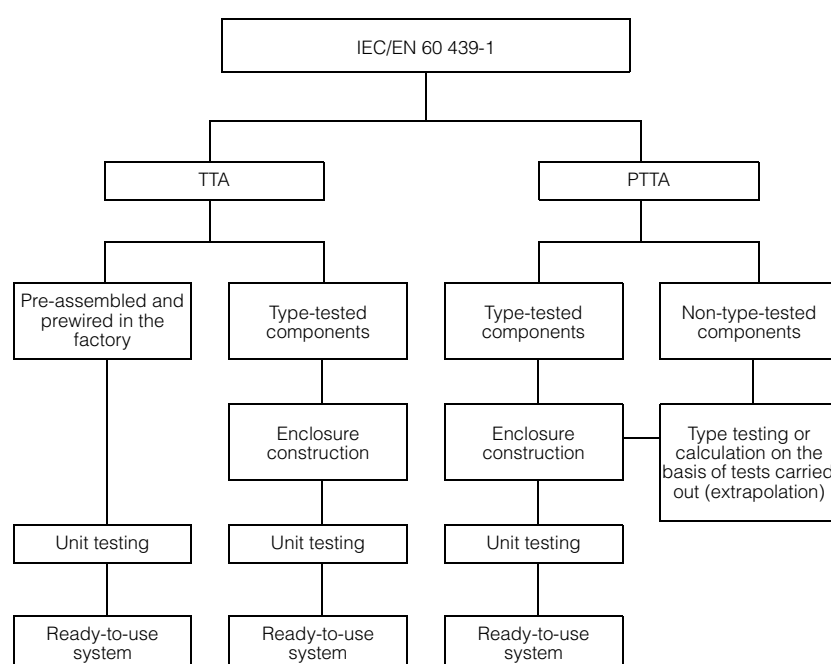 IEC/EN 60 439-1
TTA
PTTA
Pre-assembled and
prewired in the
factory
Type-tested
components
Type-tested
components
Non-type-tested
components
Enclosure
construction
Enclosure
construction
Type testing or
calculation on the
basis of tests carried
out (extrapolation)
Unit testing
Unit testing
Unit testing
Ready-to-use
system
Ready-to-use
system
Ready-to-use
system